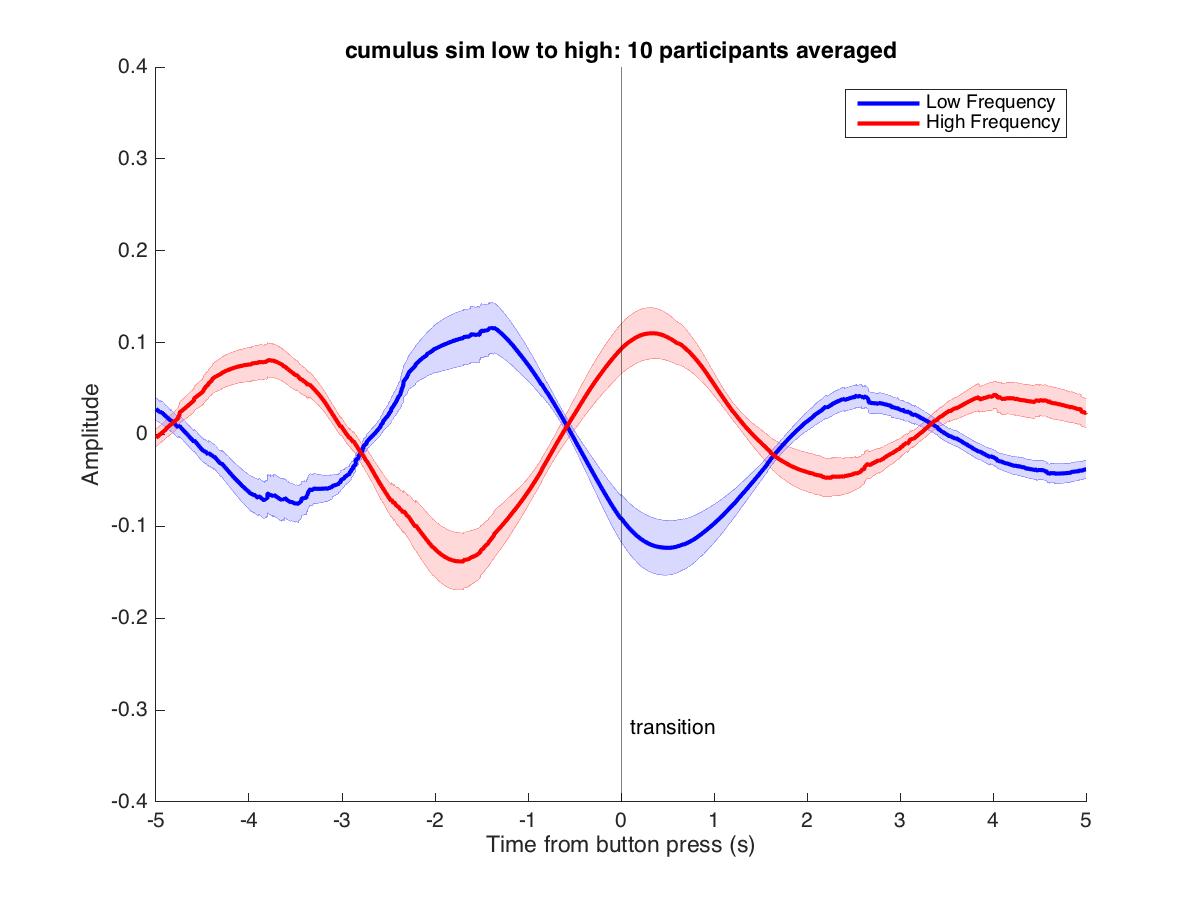 cumulus sim low to high: 10 participants averaged
Low Frequency
High Frequency
0.4
0.3
0.2
0.1
0
-0.1
-0.2
-0.3
-0.4
Amplitude
transition
-5 -4 -3 -2 -1 0 1 2 3 4 5
Time from button press (s)